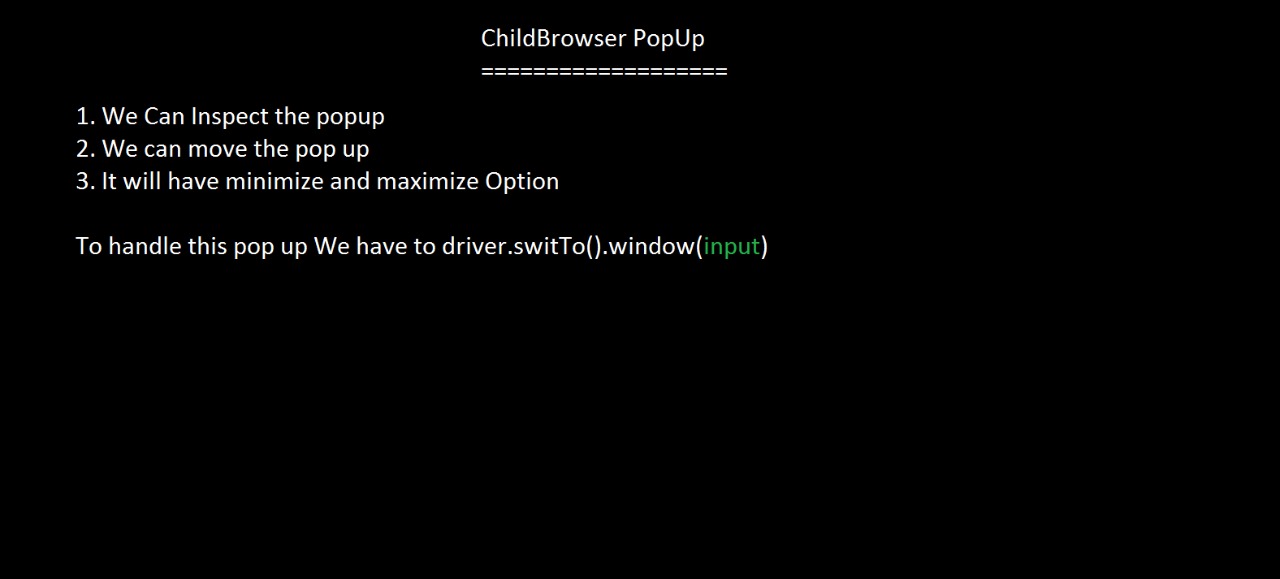 ChildBrowser PopUp
===================
1. We Can Inspect the popup
2. We can move the pop up
3. It will have minimize and maximize Option
To handle this pop up We have to driver.switTo().window(input)